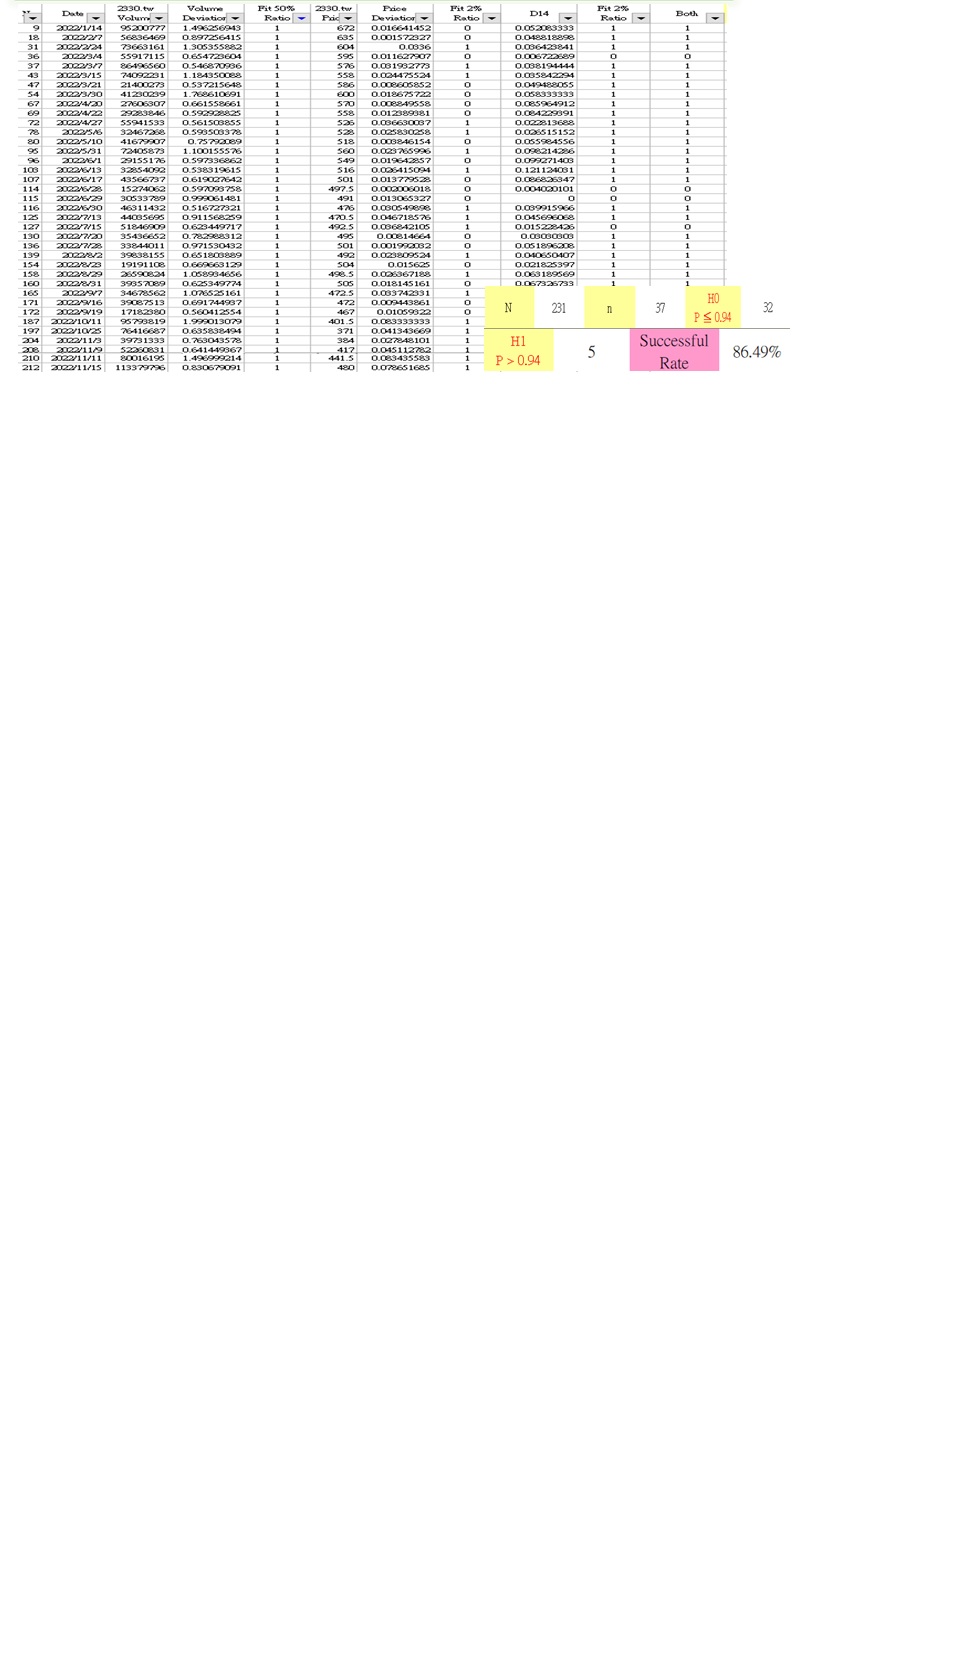 N.. Date 2330.tw Volum Volume Deviation Fit 50% Ratio 2330.tw Pric Price Deviation Fit 2% Ratio D14 Fit 2% Ratio Both
9 2022/1/14 95200777 1.496256943 1 672 0.016641452 0 0.052083333 1 1
18 2022/2/7 56836469 0.897256415 1 635 0.001572327 0 0.048818898 1 1
31 2022/2/24 73663161 1.305355882 1 604 0.0336 1 0.036423841 1 1
36 2022/3/4 55917115 0.654723604 1 595 0.011627907 0 0.006722689 0 0
37 2022/3/7 86496560 0.546870936 1 576 0.031932773 1 0.038194444 1 1
43 2022/3/15 74092231 1.184350088 1 558 0.024475524 1 0.035842294 1 1
47 2022/3/21 21400273 0.537215648 1 586 0.008605852 0 0.049488055 1 1
54 2022/3/30 41230239 1.768610691 1 600 0.018675722 0 0.058333333 1 1
67 2022/4/20 27606307 0.661558661 1 570 0.008849558 0 0.085964912 1 1
69 2022/4/22 29283846 0.592928825 1 558 0.012389381 0 0.084229391 1 1
72 2022/4/27 55941533 0.561503855 1 526 0.036630037 1 0.022813688 1 1
78 2022/5/6 32467268 0.593503378 1 528 0.025830258 1 0.026515152 1 1
80 2022/5/10 41679907 0.75792089 1 518 0.003846154 0 0.055984556 1 1
95 2022/5/31 72405873 1.100155576 1 560 0.023765996 1 0.098214286 1 1
96 2022/6/1 29155176 0.597336862 1 549 0.019642857 0 0.099271403 1 1
103 2022/6/13 32854092 0.538319615 1 516 0.026415094 1 0.121124031 1 1
107 2022/6/17 43566737 0.619027642 1 501 0.013779528 0 0.086826347 1 1
114 2022/6/28 15274062 0.597093758 1 497.5 0.002006018 0 0.004020101 0 0
115 2022/6/29 30533789 0.999061481 1 491 0.013065327 0 0 0 0
116 2022/6/30 46311432 0.516727321 1 476 0.030549898 1 0.039915966 1 1
125 2022/7/13 44035695 0.911568259 1 470.5 0.046718576 1 0.045696068 1 1
127 2022/7/15 51846909 0.623449717 1 492.5 0.036842105 1 0.015228426 0 0
130 2022/7/20 35436652 0.782988312 1 495 0.00814664 0 0.03030303 1 1
136 2022/7/28 33844011 0.971530432 1 501 0.001992032 0 0.051896208 1 1
139 2022/8/2 39838155 0.651803889 1 492 0.023809524 1 0.040650407 1 1
154 2022/8/23 19191108 0.669663129 1 504 0.015625 0 0.021825397 1 1
158 2022/8/29 26590824 1.058934656 1 498.5 0.026367188 1 0.063189569 1 1
160 2022/8/31 39357089 0.625349774 1 505 0.018145161 0 0.067326733 1 1
165 2022/9/7 34678562 1.076525161 1 472.5 0.033742331 1
171 2022/9/16 39087513 0.691744937 1 472 0.009443861 0
172 2022/9/19 17182380 0.560412554 1 467 0.01059322 0
187 2022/10/11 95793819 1.999013079 1 401.5 0.083333333 1
197 2022/10/25 76416687 0.635838494 1 371 0.041343669 1
204 2022/11/3 39731333 0.763043578 1 384 0.027848101 1
208 2022/11/9 52260831 0.641449367 1 417 0.045112782 1
210 2022/11/11 80016195 1.496999214 1 441.5 0.083435583 1
212 2022/11/15 113379796 0.830679091 1 480 0.078651685 1
N 231 n 37 H0 P ≦ 0.94 32
H1 P > 0.94 5 Successful Rate 86.49%